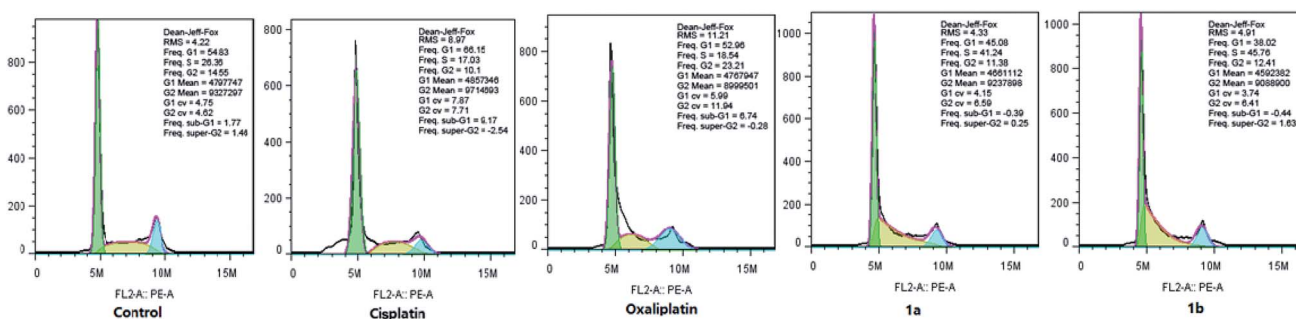 Dean-Jeff-Fox
RMS = 4.22
Freq. G1 = 54.83
Freq. S = 26.36
Freq. G2 = 14.55
G1 Mean = 4797747
G2 Mean = 9327297
G1 cv = 4.75
G2 cv = 4.62
Freq. sub-G1 = 1.77
Freq. super-G2 = 1.46
800
600
400
200
0
0 5M 10M 15M
FL2-A:: PE-A
Control
Dean-Jeff-Fox
RMS = 8.97
Freq. G1 = 66.15
Freq. S = 17.03
Freq. G2 = 10.1
G1 Mean = 4857346
G2 Mean = 9714693
G1 cv = 7.87
G2 cv = 7.71
Freq. sub-G1 = 9.17
Freq. super-G2 = -2.54
800
600
400
200
0
0 5M 10M 15M
FL2-A:: PE-A
Cisplatin
Dean-Jeff-Fox
RMS = 11.21
Freq. G1 = 52.96
Freq. S = 18.54
Freq. G2 = 23.21
G1 Mean = 4767947
G2 Mean = 8999501
G1 cv = 5.99
G2 cv = 11.94
Freq. sub-G1 = 6.74
Freq. super-G2 = -0.28
800
600
400
200
0
0 5M 10M 15M
FL2-A:: PE-A
Oxaliplatin
Dean-Jeff-Fox
RMS = 4.33
Freq. G1 = 45.08
Freq. S = 41.24
Freq. G2 = 11.38
G1 Mean = 4661112
G2 Mean = 9237898
G1 cv = 4.15
G2 cv = 6.59
Freq. sub-G1 = -0.39
Freq. super-G2 = 0.25
1000
800
600
400
200
0
0 5M 10M 15M
FL2-A:: PE-A
1a
Dean-Jeff-Fox
RMS = 4.91
Freq. G1 = 38.02
Freq. S = 45.76
Freq. G2 = 12.41
G1 Mean = 4592382
G2 Mean = 9088900
G1 cv = 3.74
G2 cv = 6.41
Freq. sub-G1 = -0.44
Freq. super-G2 = 1.63
1000
800
600
400
200
0
0 5M 10M 15M
FL2-A:: PE-A
1b